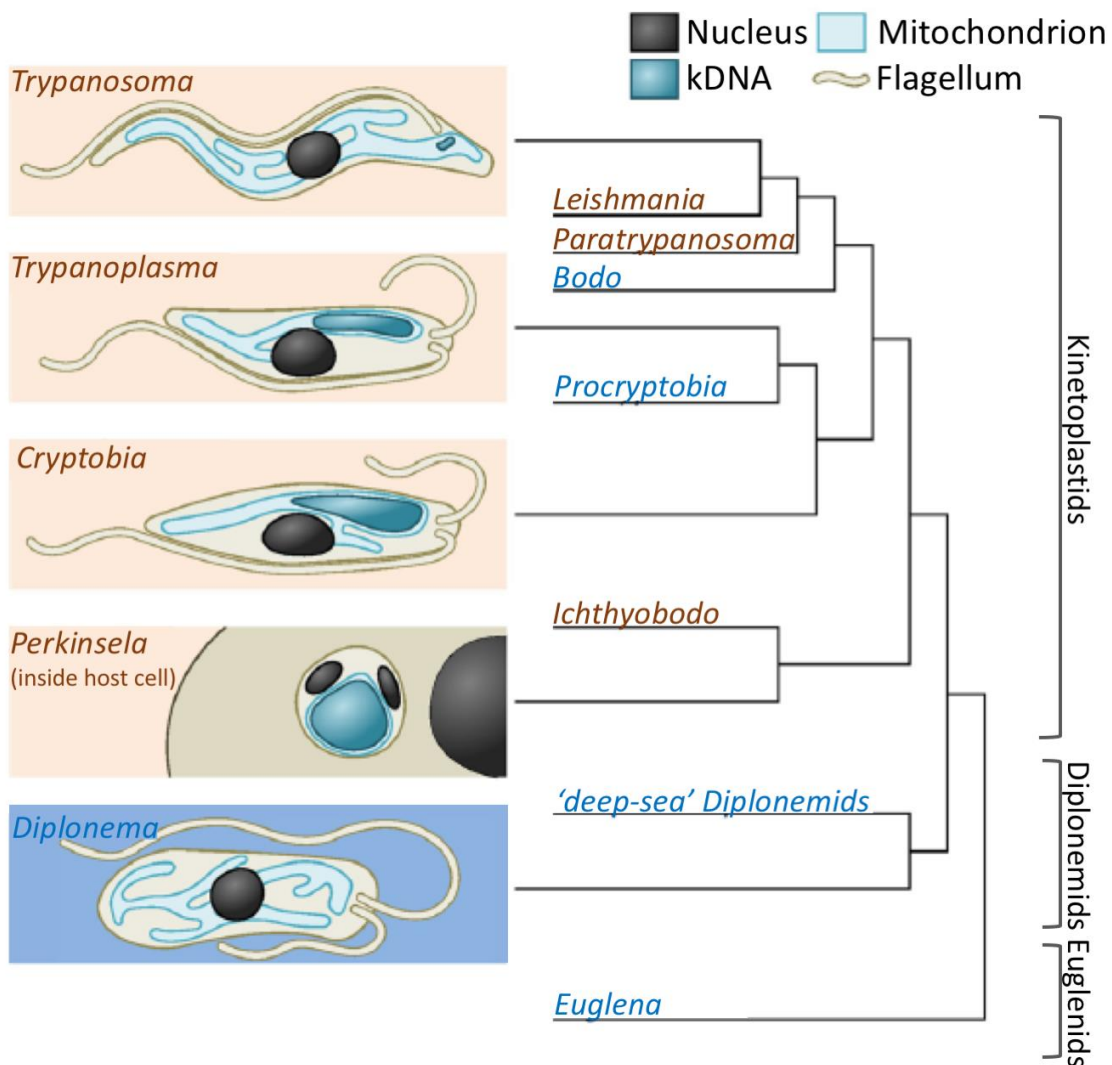 Nucleus
Mitochondrion
kDNA
Flagellum
Trypanosoma
Leishmania
Paratrypanosoma
Bodo
Trypanoplasma
Procryptobia
Cryptobia
Ichthyobodo
Perkinsela
(inside host cell)
'deep-sea' Diplonemids
Diplonema
Euglena
Kinetoplastids
Diplonemids
Euglenids